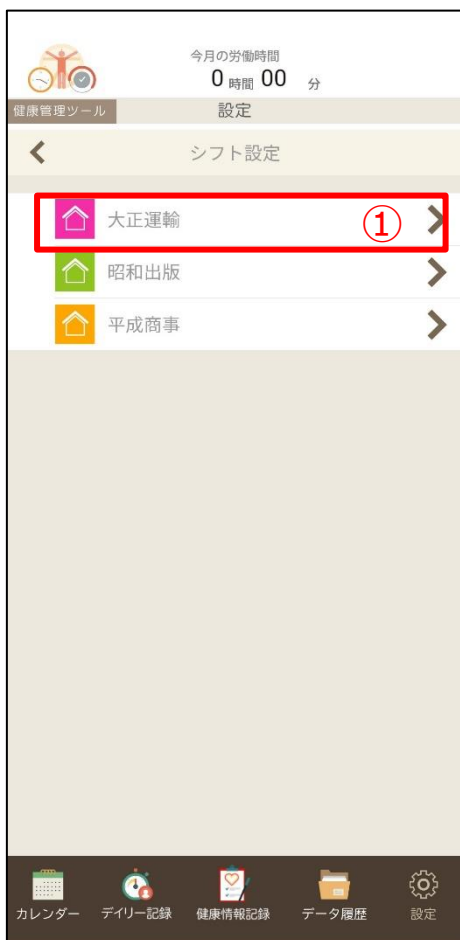 今月の労働時間
0 時間 00 分
健康管理ツール 設定
シフト設定
大正運輸 ①
昭和出版
平成商事
カレンダー デイリー記録 健康情報記録 データ履歴 設定